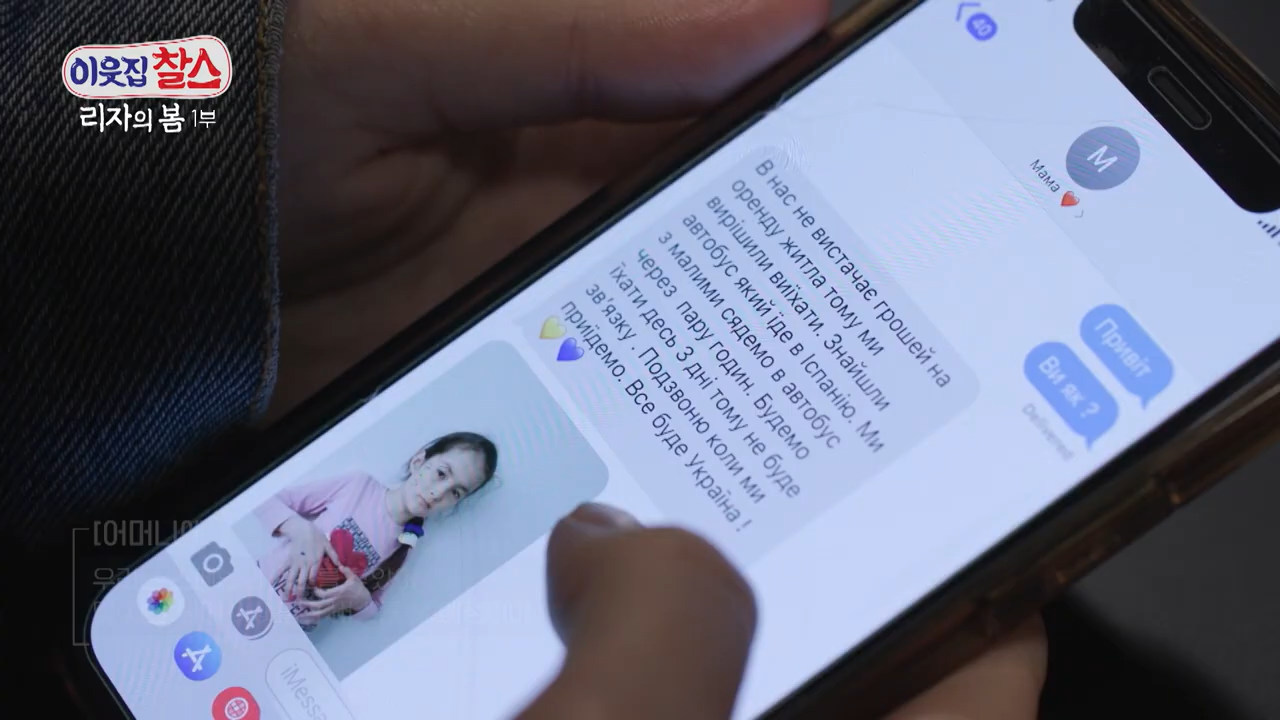 이웃집 찰스
리자의 봄 1부
40
M
Мама ❤️
Привіт
Ви як ?
Delivered
В нас не вистачає грошей на
оренду житла тому ми
вирішили виїхати. Знайшли
автобус який їде в Іспанію. Ми
з малими сядемо в автобус
через пару годин. Будемо
їхати десь 3 дні тому не буде
зв'язку . Подзвоню коли ми
приїдемо. Все буде Україна !
💛💙
[어머니